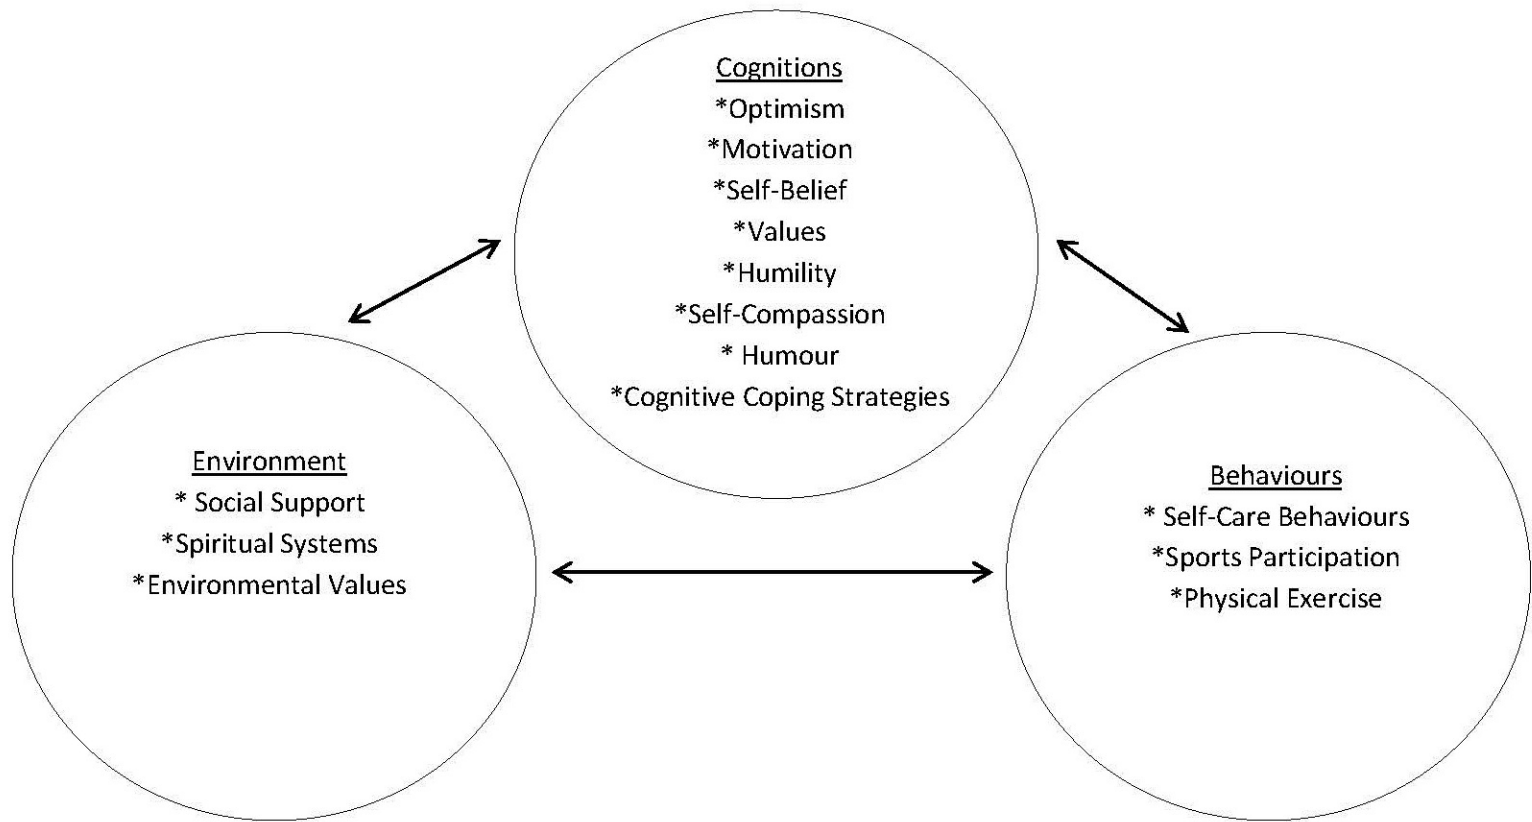 Cognitions
*Optimism
*Motivation
*Self-Belief
*Values
*Humility
*Self-Compassion
* Humour
*Cognitive Coping Strategies
Environment
* Social Support
*Spiritual Systems
*Environmental Values
Behaviours
* Self-Care Behaviours
*Sports Participation
*Physical Exercise